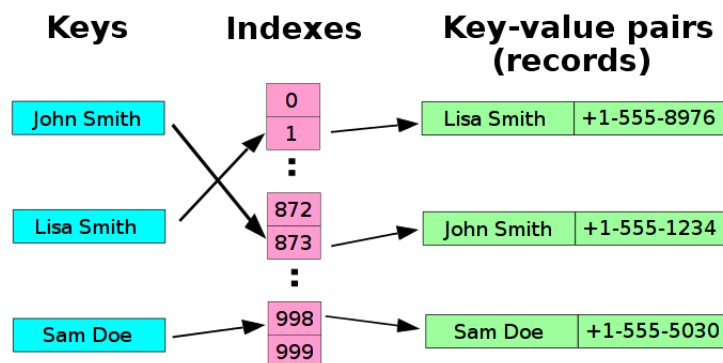 Keys
Indexes
Key-value pairs
(records)
John Smith
Lisa Smith
Sam Doe
0
1
:
872
873
:
998
999
Lisa Smith +1-555-8976
John Smith +1-555-1234
Sam Doe +1-555-5030